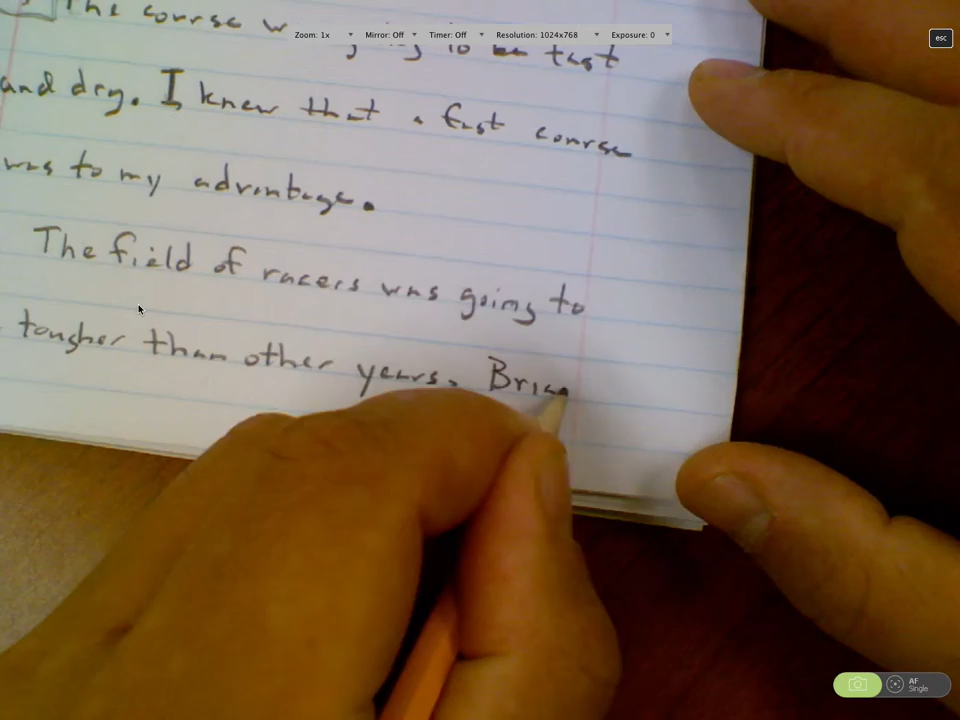 The course w
Zoom: 1x Mirror: Off Timer: Off Resolution: 1024x768 Exposure: 0
esc
to be fast
and dry. I knew that a fast course
was to my advantage.
The field of racers was going to
tougher than other years. Brian
AF
Single